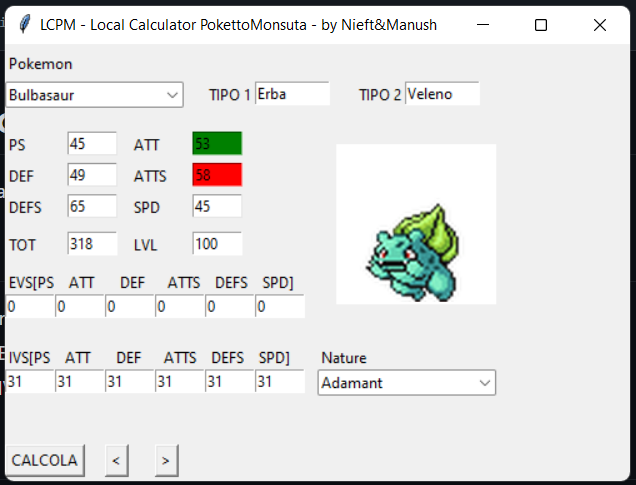 LCPM - Local Calculator PokettoMonsuta - by Nieft&Manush
Pokemon
Bulbasaur TIPO 1 Erba TIPO 2 Veleno
PS 45 ATT 53
DEF 49 ATTS 58
DEFS 65 SPD 45
TOT 318 LVL 100
EVS[PS ATT DEF ATTS DEFS SPD]
0 0 0 0 0 0
IVS[PS ATT DEF ATTS DEFS SPD] Nature
31 31 31 31 31 31 Adamant
CALCOLA < >